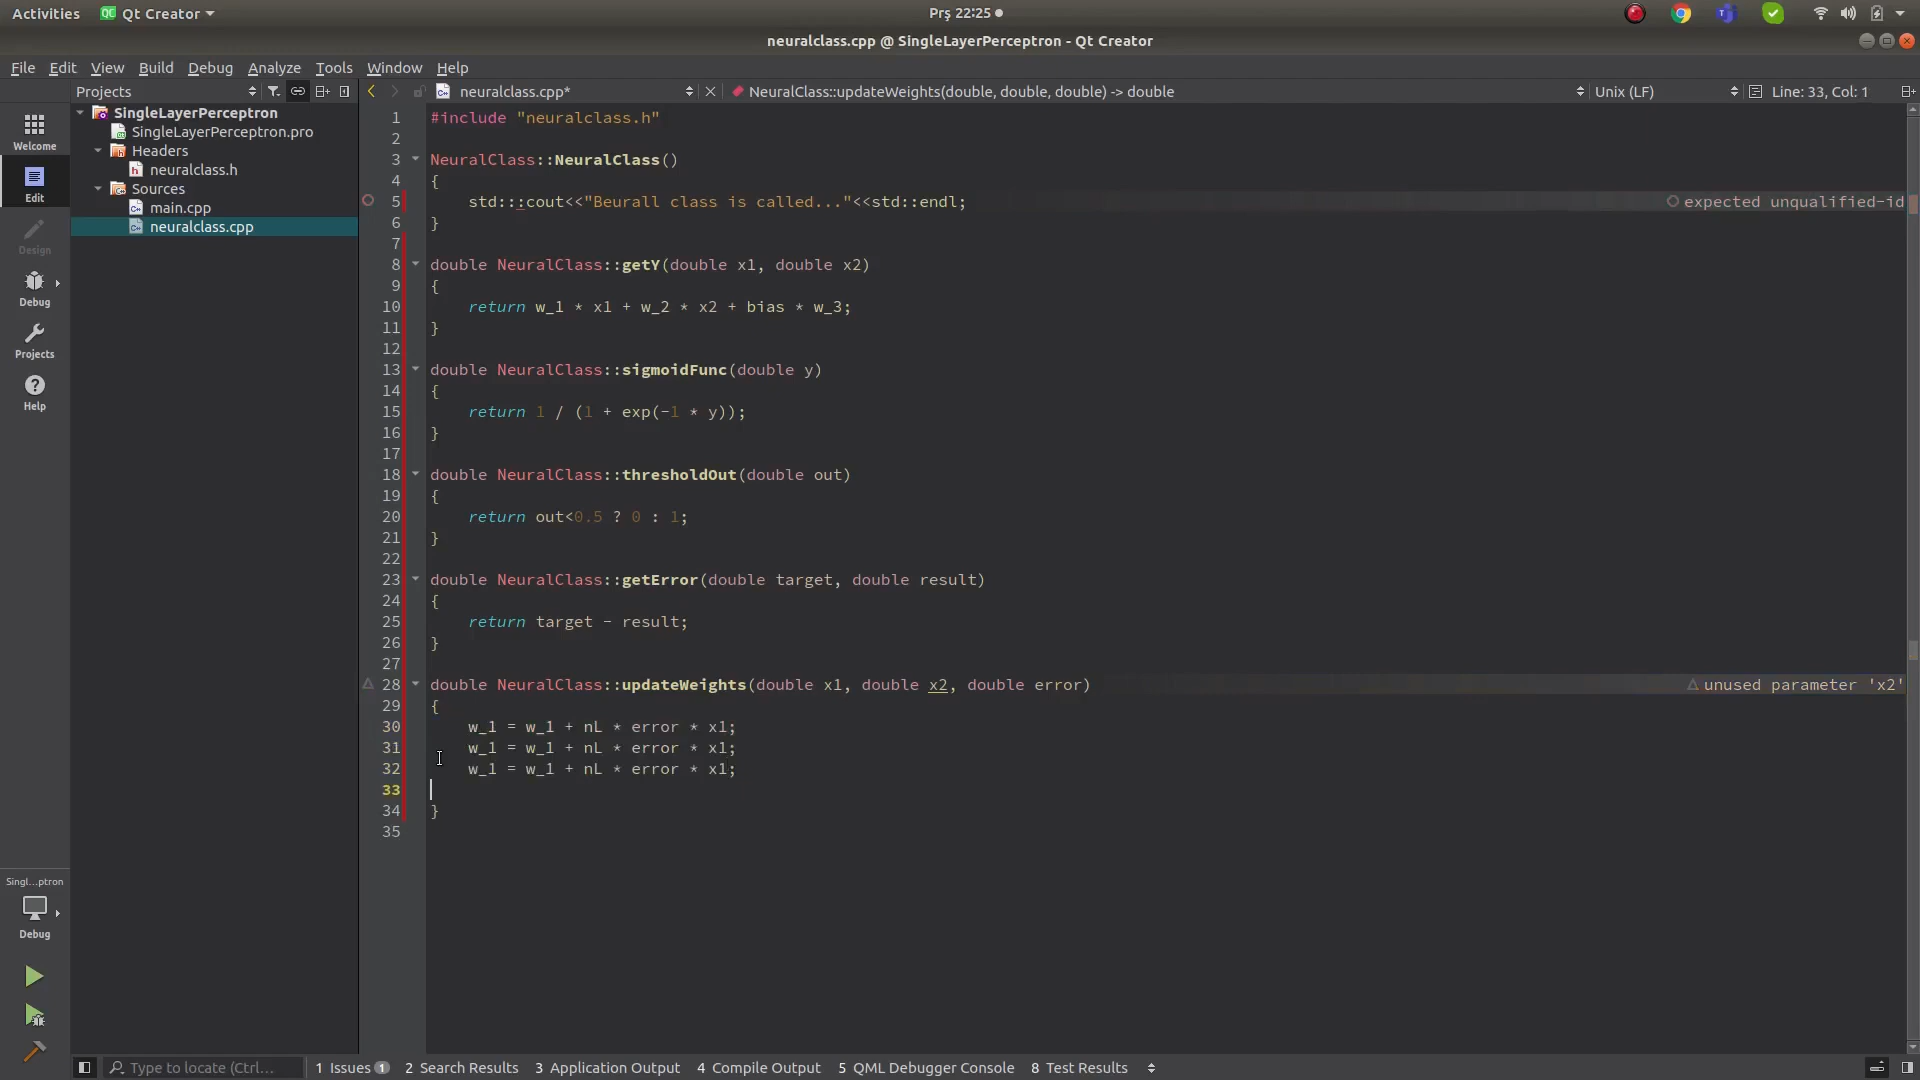 Activities Qt Creator Prş 22:25
neuralclass.cpp @ SingleLayerPerceptron - Qt Creator
File Edit View Build Debug Analyze Tools Window Help
Projects neuralclass.cpp* NeuralClass::updateWeights(double, double, double) -> double Unix (LF) Line: 33, Col: 1
SingleLayerPerceptron
SingleLayerPerceptron.pro
Headers
neuralclass.h
Sources
main.cpp
neuralclass.cpp
Welcome
Edit
Design
Debug
Projects
Help
Singl...ptron
Debug
1 #include "neuralclass.h"
2
3 NeuralClass::NeuralClass()
4 {
5 std:::cout<<"Beurall class is called..."<<std::endl; expected unqualified-id
6 }
7
8 double NeuralClass::getY(double x1, double x2)
9 {
10 return w_1 * x1 + w_2 * x2 + bias * w_3;
11 }
12
13 double NeuralClass::sigmoidFunc(double y)
14 {
15 return 1 / (1 + exp(-1 * y));
16 }
17
18 double NeuralClass::thresholdOut(double out)
19 {
20 return out<0.5 ? 0 : 1;
21 }
22
23 double NeuralClass::getError(double target, double result)
24 {
25 return target - result;
26 }
27
28 double NeuralClass::updateWeights(double x1, double x2, double error) unused parameter 'x2'
29 {
30 w_1 = w_1 + nL * error * x1;
31 w_1 = w_1 + nL * error * x1;
32 w_1 = w_1 + nL * error * x1;
33
34 }
35
Type to locate (Ctrl... 1 Issues 1 2 Search Results 3 Application Output 4 Compile Output 5 QML Debugger Console 8 Test Results